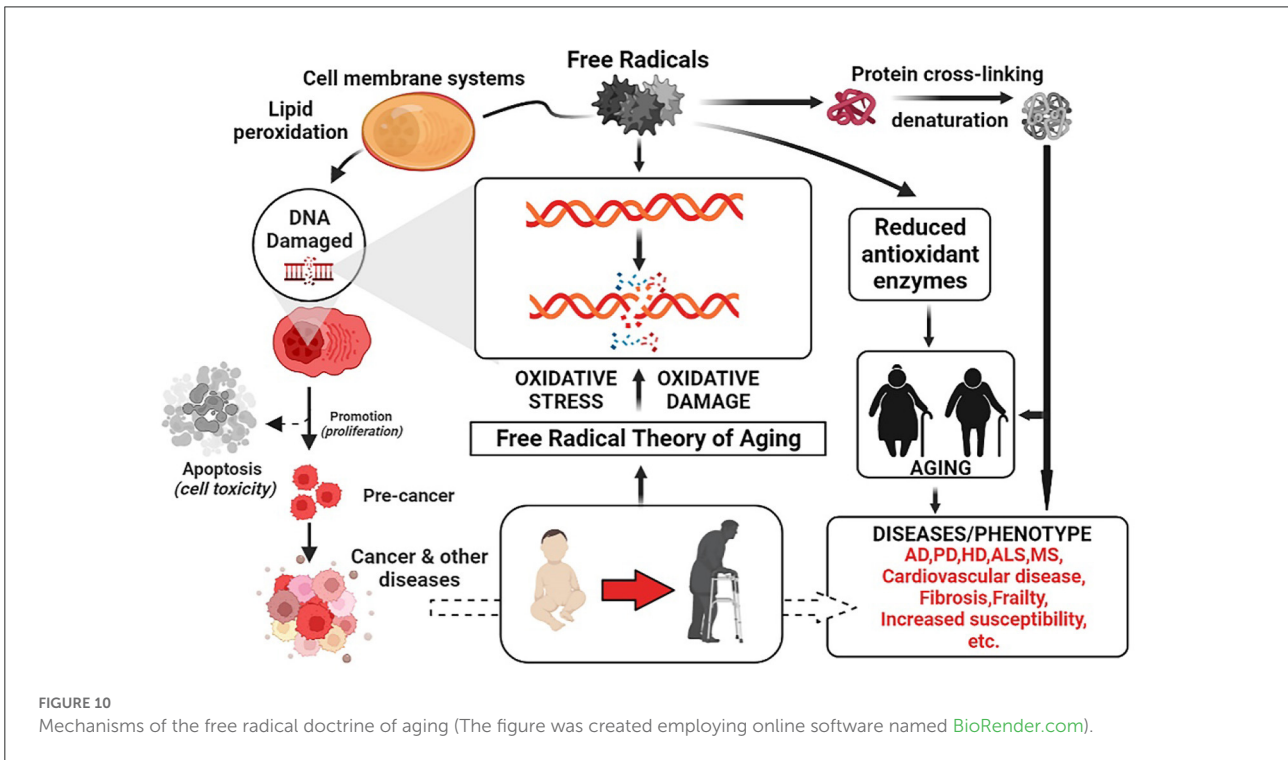 Free Radicals
Cell membrane systems
Lipid
peroxidation
Protein cross-linking
denaturation
DNA
Damaged
Reduced
antioxidant
enzymes
OXIDATIVE
STRESS
OXIDATIVE
DAMAGE
Free Radical Theory of Aging
AGING
Promotion
(proliferation)
Apoptosis
(cell toxicity)
Pre-cancer
Cancer & other
diseases
DISEASES/PHENOTYPE
AD,PD,HD,ALS,MS,
Cardiovascular disease,
Fibrosis,Frailty,
Increased susceptibility,
etc.
FIGURE 10
Mechanisms of the free radical doctrine of aging (The figure was created employing online software named BioRender.com).